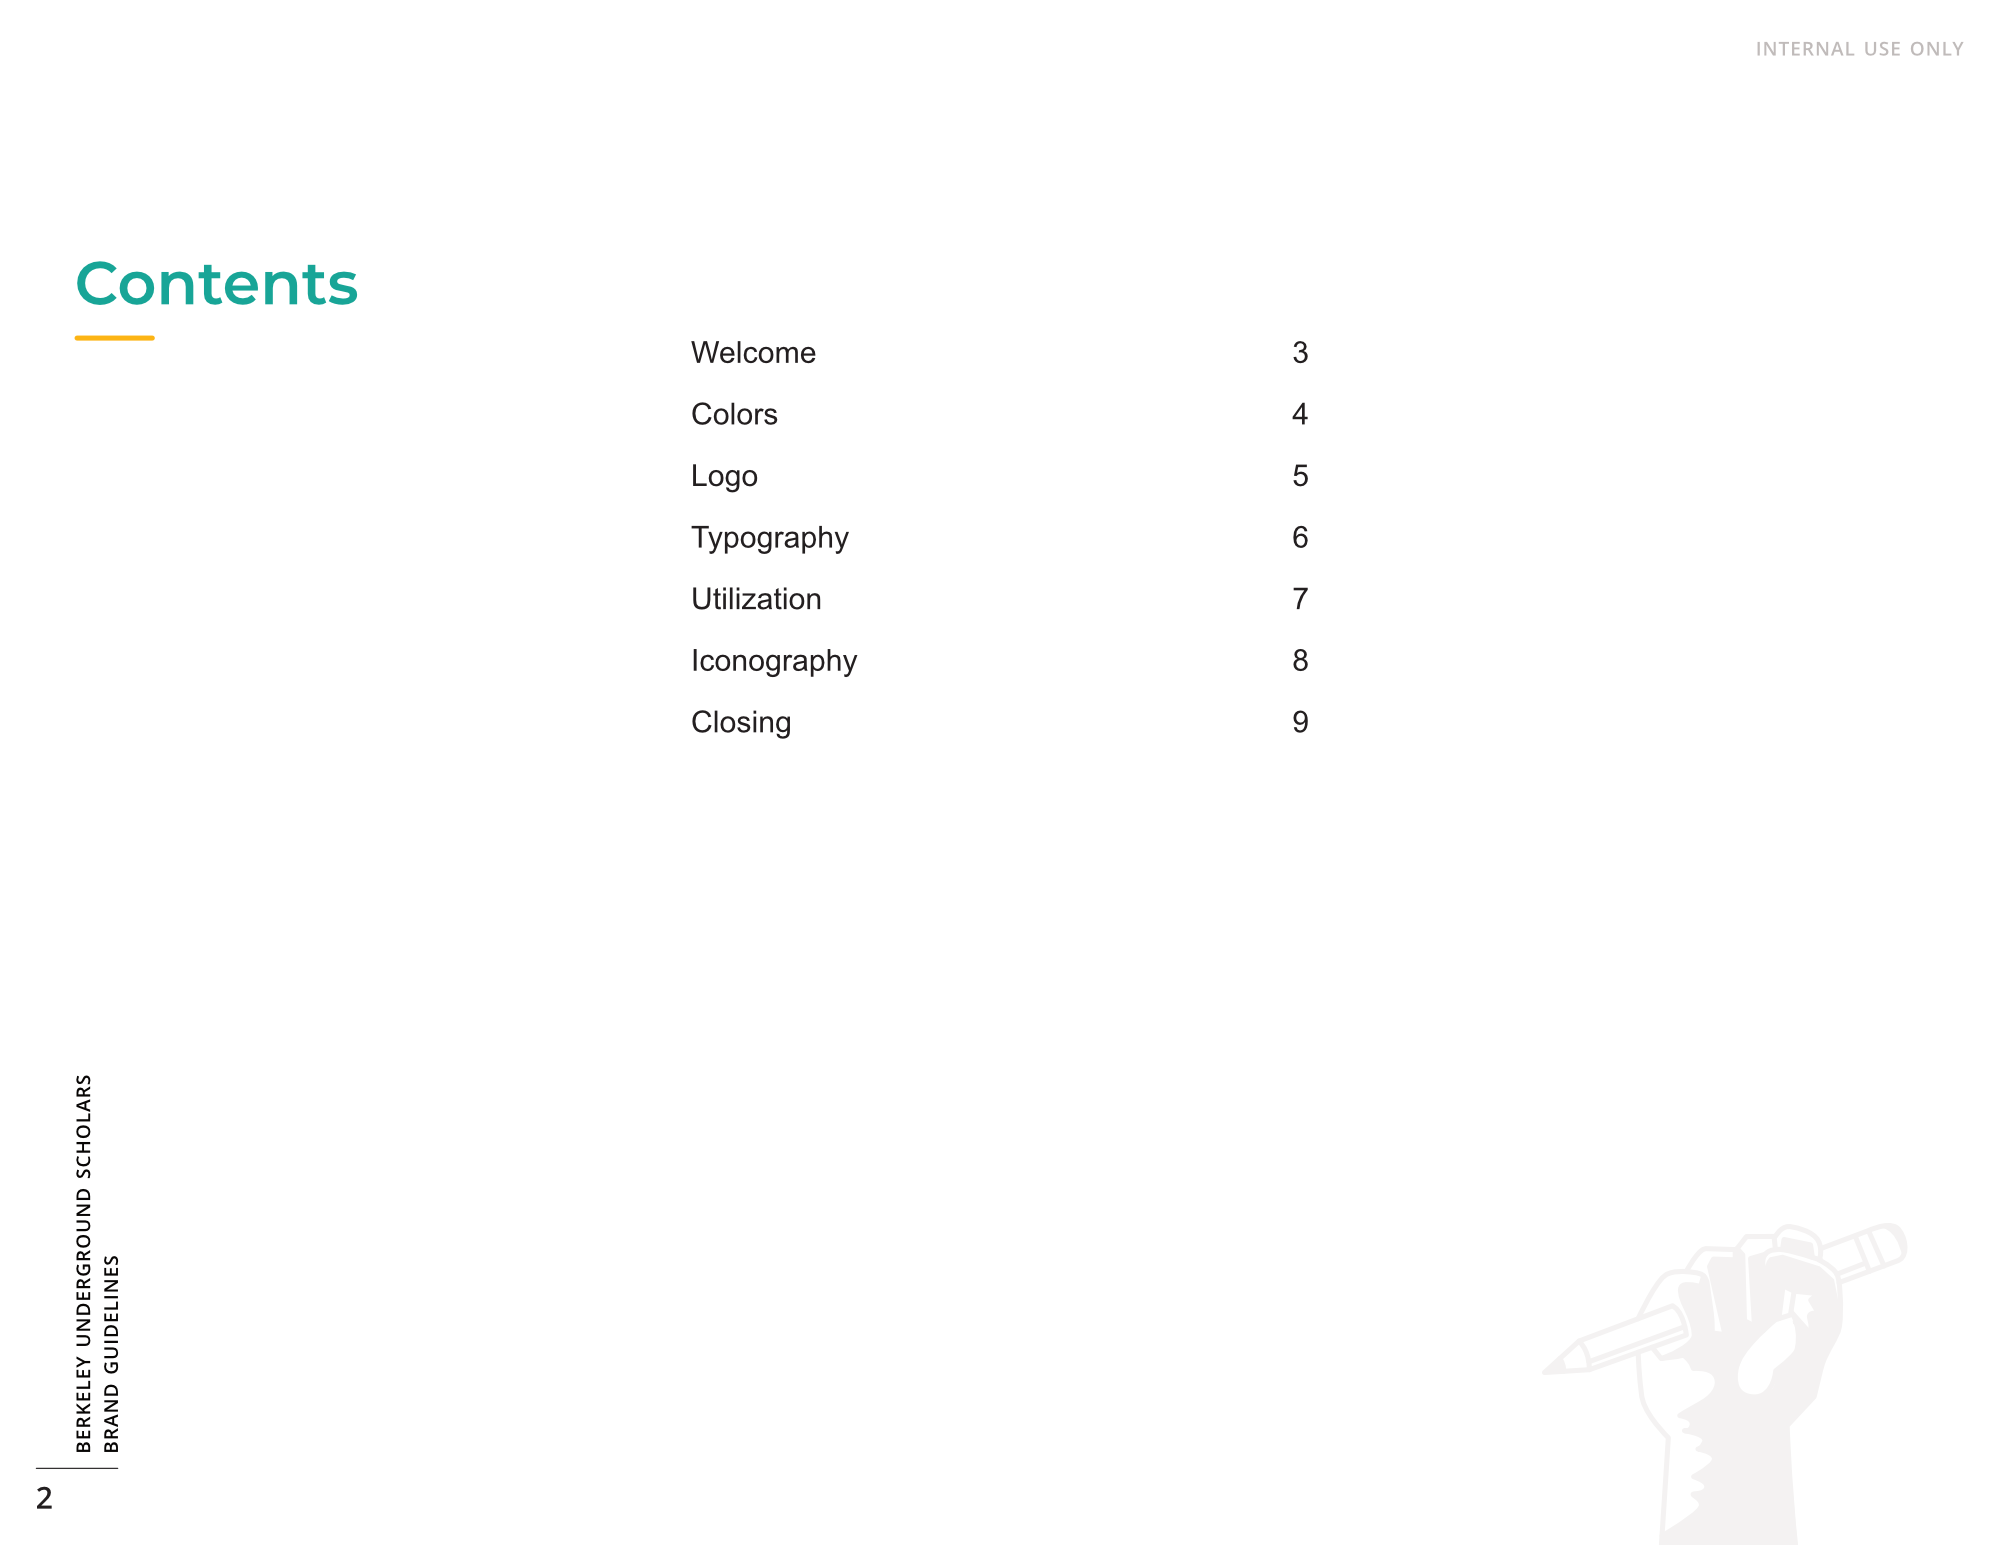 INTERNAL USE ONLY
Contents
Welcome 3
Colors 4
Logo 5
Typography 6
Utilization 7
Iconography 8
Closing 9
BERKELEY UNDERGROUND SCHOLARS
BRAND GUIDELINES
2